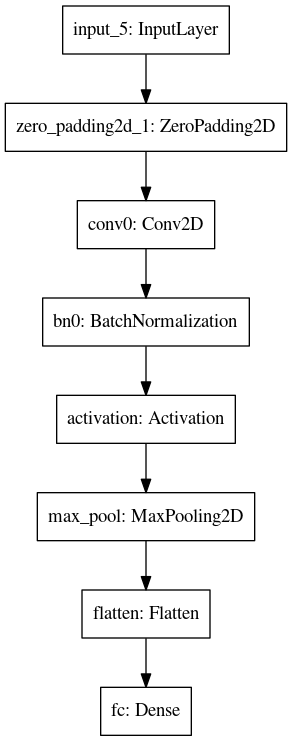 input_5: InputLayer
zero_padding2d_1: ZeroPadding2D
conv0: Conv2D
bn0: BatchNormalization
activation: Activation
max_pool: MaxPooling2D
flatten: Flatten
fc: Dense